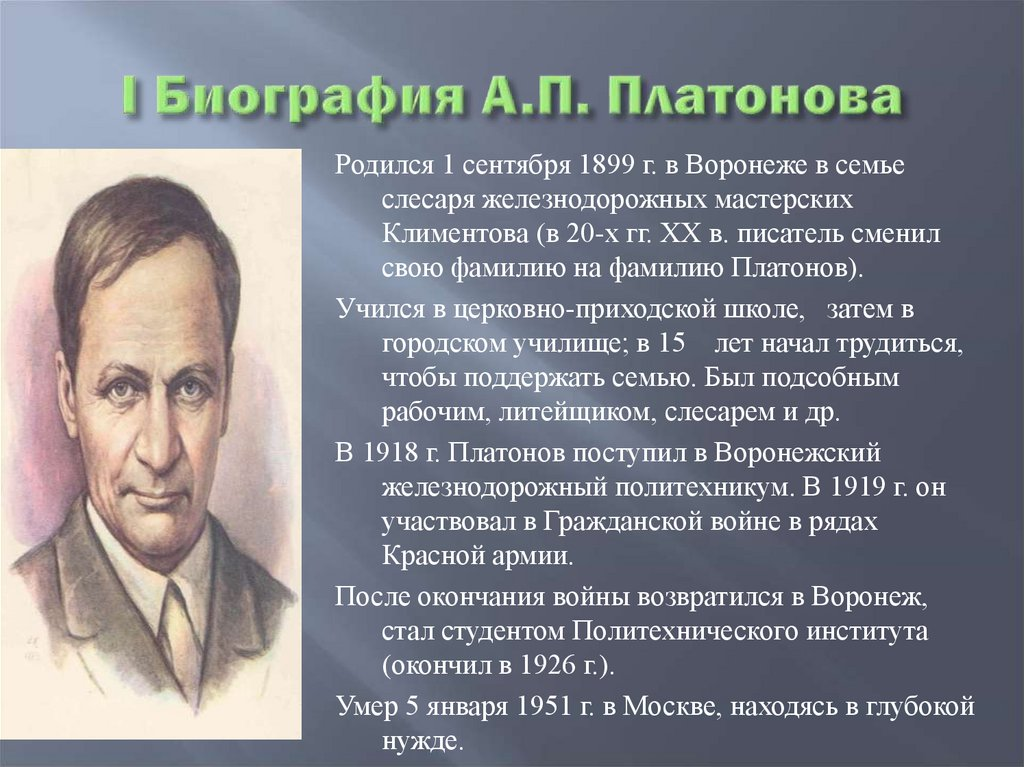 I Биография А.П. Платонова
Родился 1 сентября 1899 г. в Воронеже в семье
слесаря железнодорожных мастерских
Климентова (в 20-х гг. XX в. писатель сменил
свою фамилию на фамилию Платонов).
Учился в церковно-приходской школе, затем в
городском училище; в 15 лет начал трудиться,
чтобы поддержать семью. Был подсобным
рабочим, литейщиком, слесарем и др.
В 1918 г. Платонов поступил в Воронежский
железнодорожный политехникум. В 1919 г. он
участвовал в Гражданской войне в рядах
Красной армии.
После окончания войны возвратился в Воронеж,
стал студентом Политехнического института
(окончил в 1926 г.).
Умер 5 января 1951 г. в Москве, находясь в глубокой
нужде.